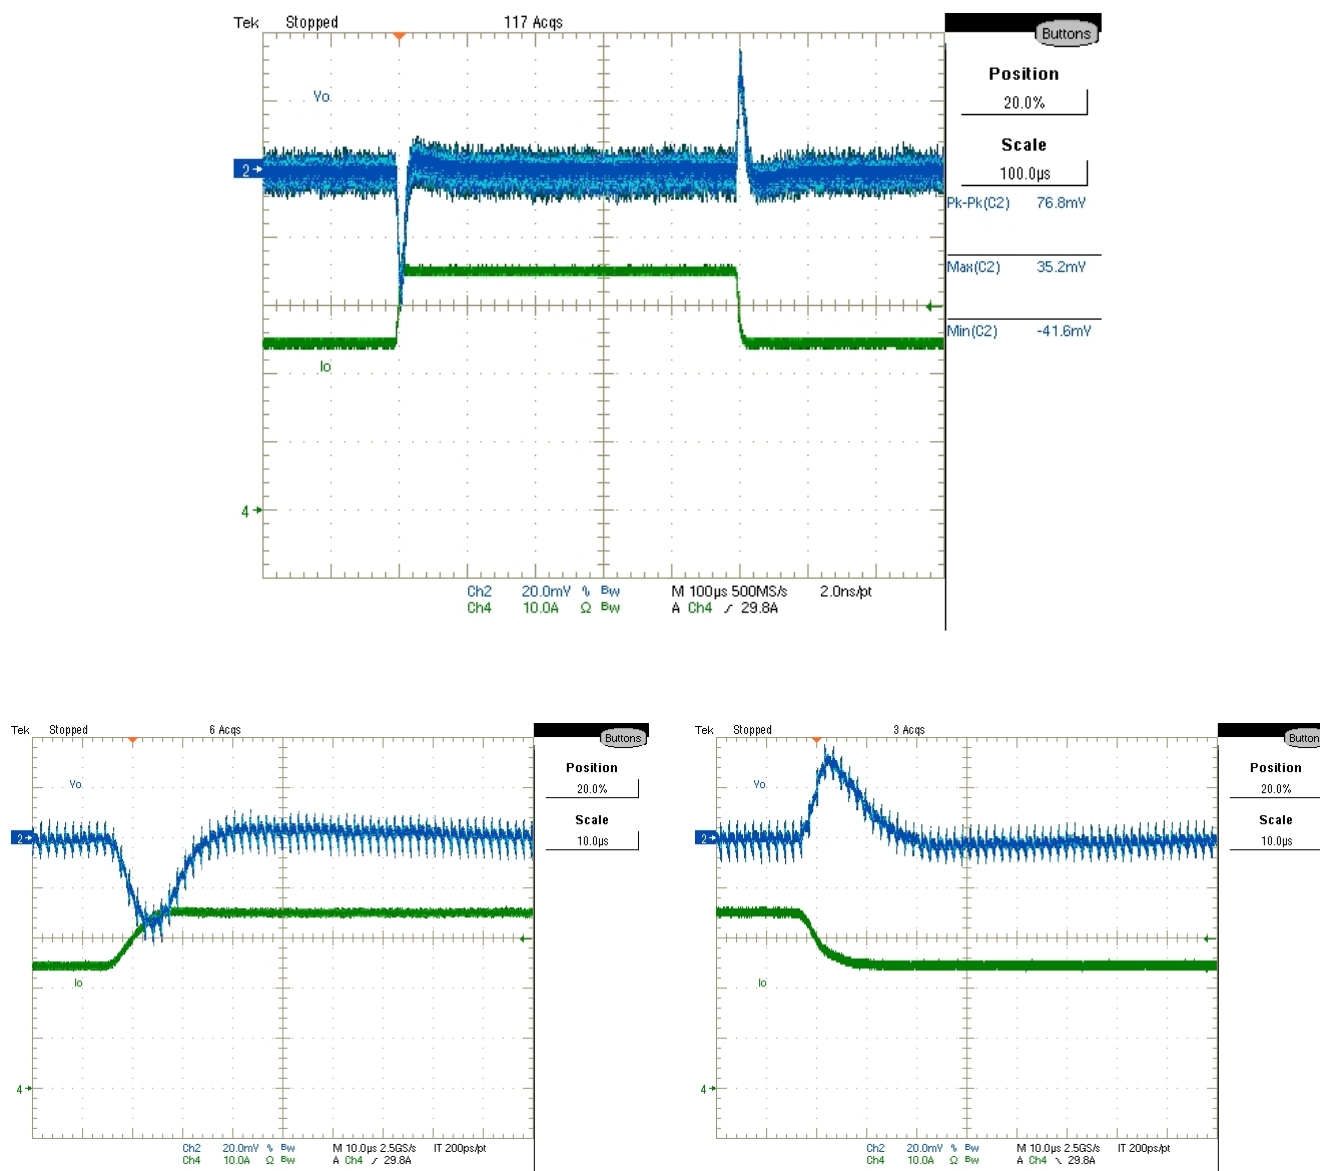 Tek Stopped 117 Acqs
Buttons
Position
20.0%
Scale
100.0µs
Vo
2
Pk-Pk(C2) 76.8mV
Max(C2) 35.2mV
Min(C2) -41.6mV
Io
4
Ch2 20.0mV ∿ Bw M 100µs 500MS/s 2.0ns/pt
Ch4 10.0A Ω Bw A Ch4 ∕ 29.8A
Tek Stopped 6 Acqs
Buttons
Position
20.0%
Scale
10.0µs
Vo
2
Io
4
Ch2 20.0mV ∿ Bw M 10.0µs 2.5GS/s IT 200ps/pt
Ch4 10.0A Ω Bw A Ch4 ∕ 29.8A
Tek Stopped 3 Acqs
Button
Position
20.0%
Scale
10.0µs
Vo
2
Io
4
Ch2 20.0mV ∿ Bw M 10.0µs 2.5GS/s IT 200ps/pt
Ch4 10.0A Ω Bw A Ch4 \ 29.8A